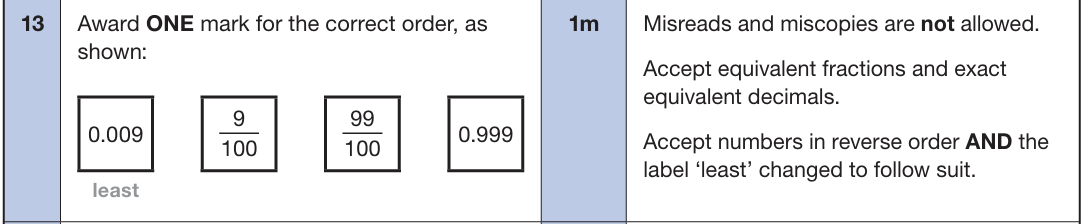 13
Award ONE mark for the correct order, as
shown:
0.009
9
100
99
100
0.999
least
1m
Misreads and miscopies are not allowed.
Accept equivalent fractions and exact
equivalent decimals.
Accept numbers in reverse order AND the
label ‘least’ changed to follow suit.